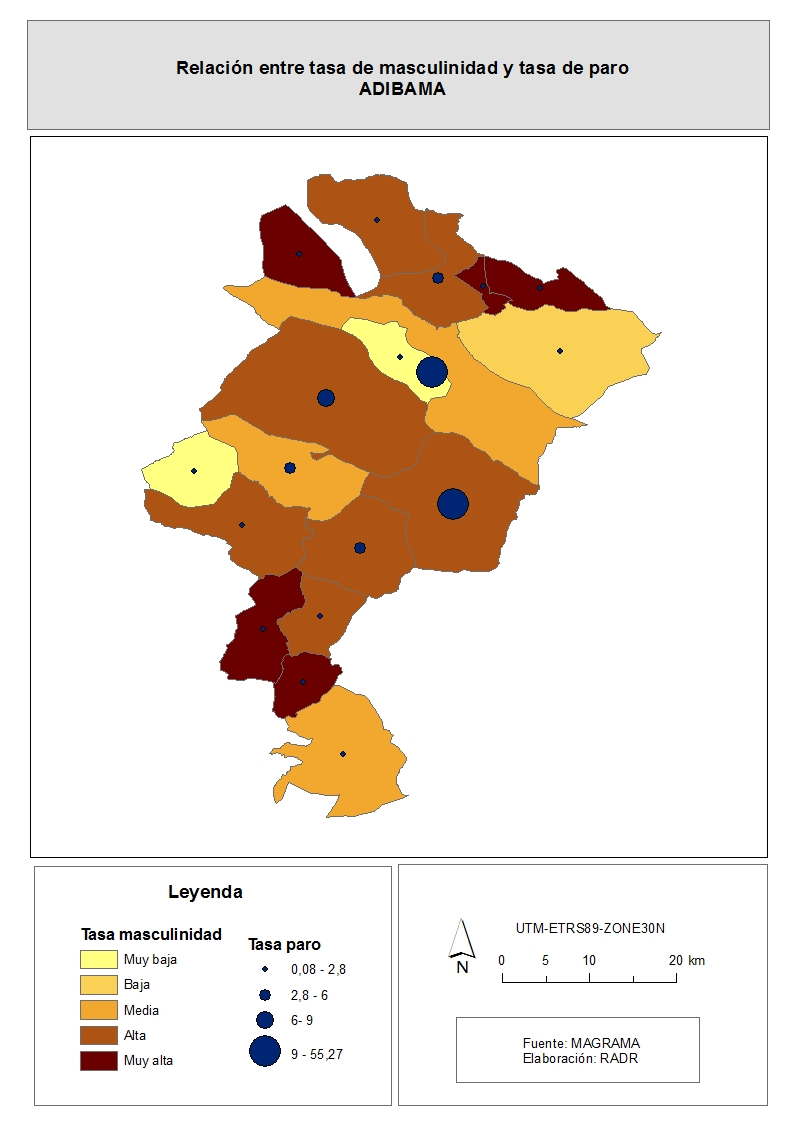 Relación entre tasa de masculinidad y tasa de paro
ADIBAMA
Leyenda
Tasa masculinidad
Muy baja
Baja
Media
Alta
Muy alta
Tasa paro
0,08 - 2,8
2,8 - 6
6- 9
9 - 55,27
N
UTM-ETRS89-ZONE30N
0 5 10 20 km
Fuente: MAGRAMA
Elaboración: RADR